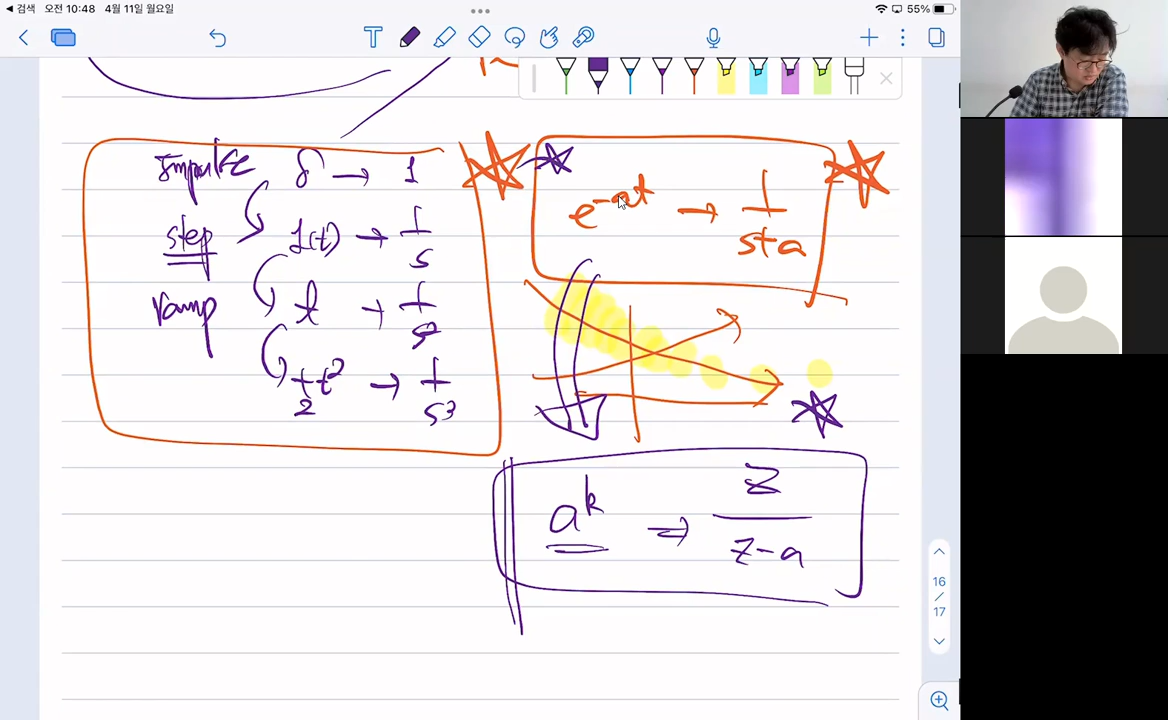 ◀ 검색 오전 10:48 4월 11일 월요일
55%
Impulse δ → 1
step 1(t) → 1/s
ramp t → 1/s²
1/2 t² → 1/s³
e^{-at} → 1/(s+a)
a^k ⇒ z/(z-a)
16
/
17